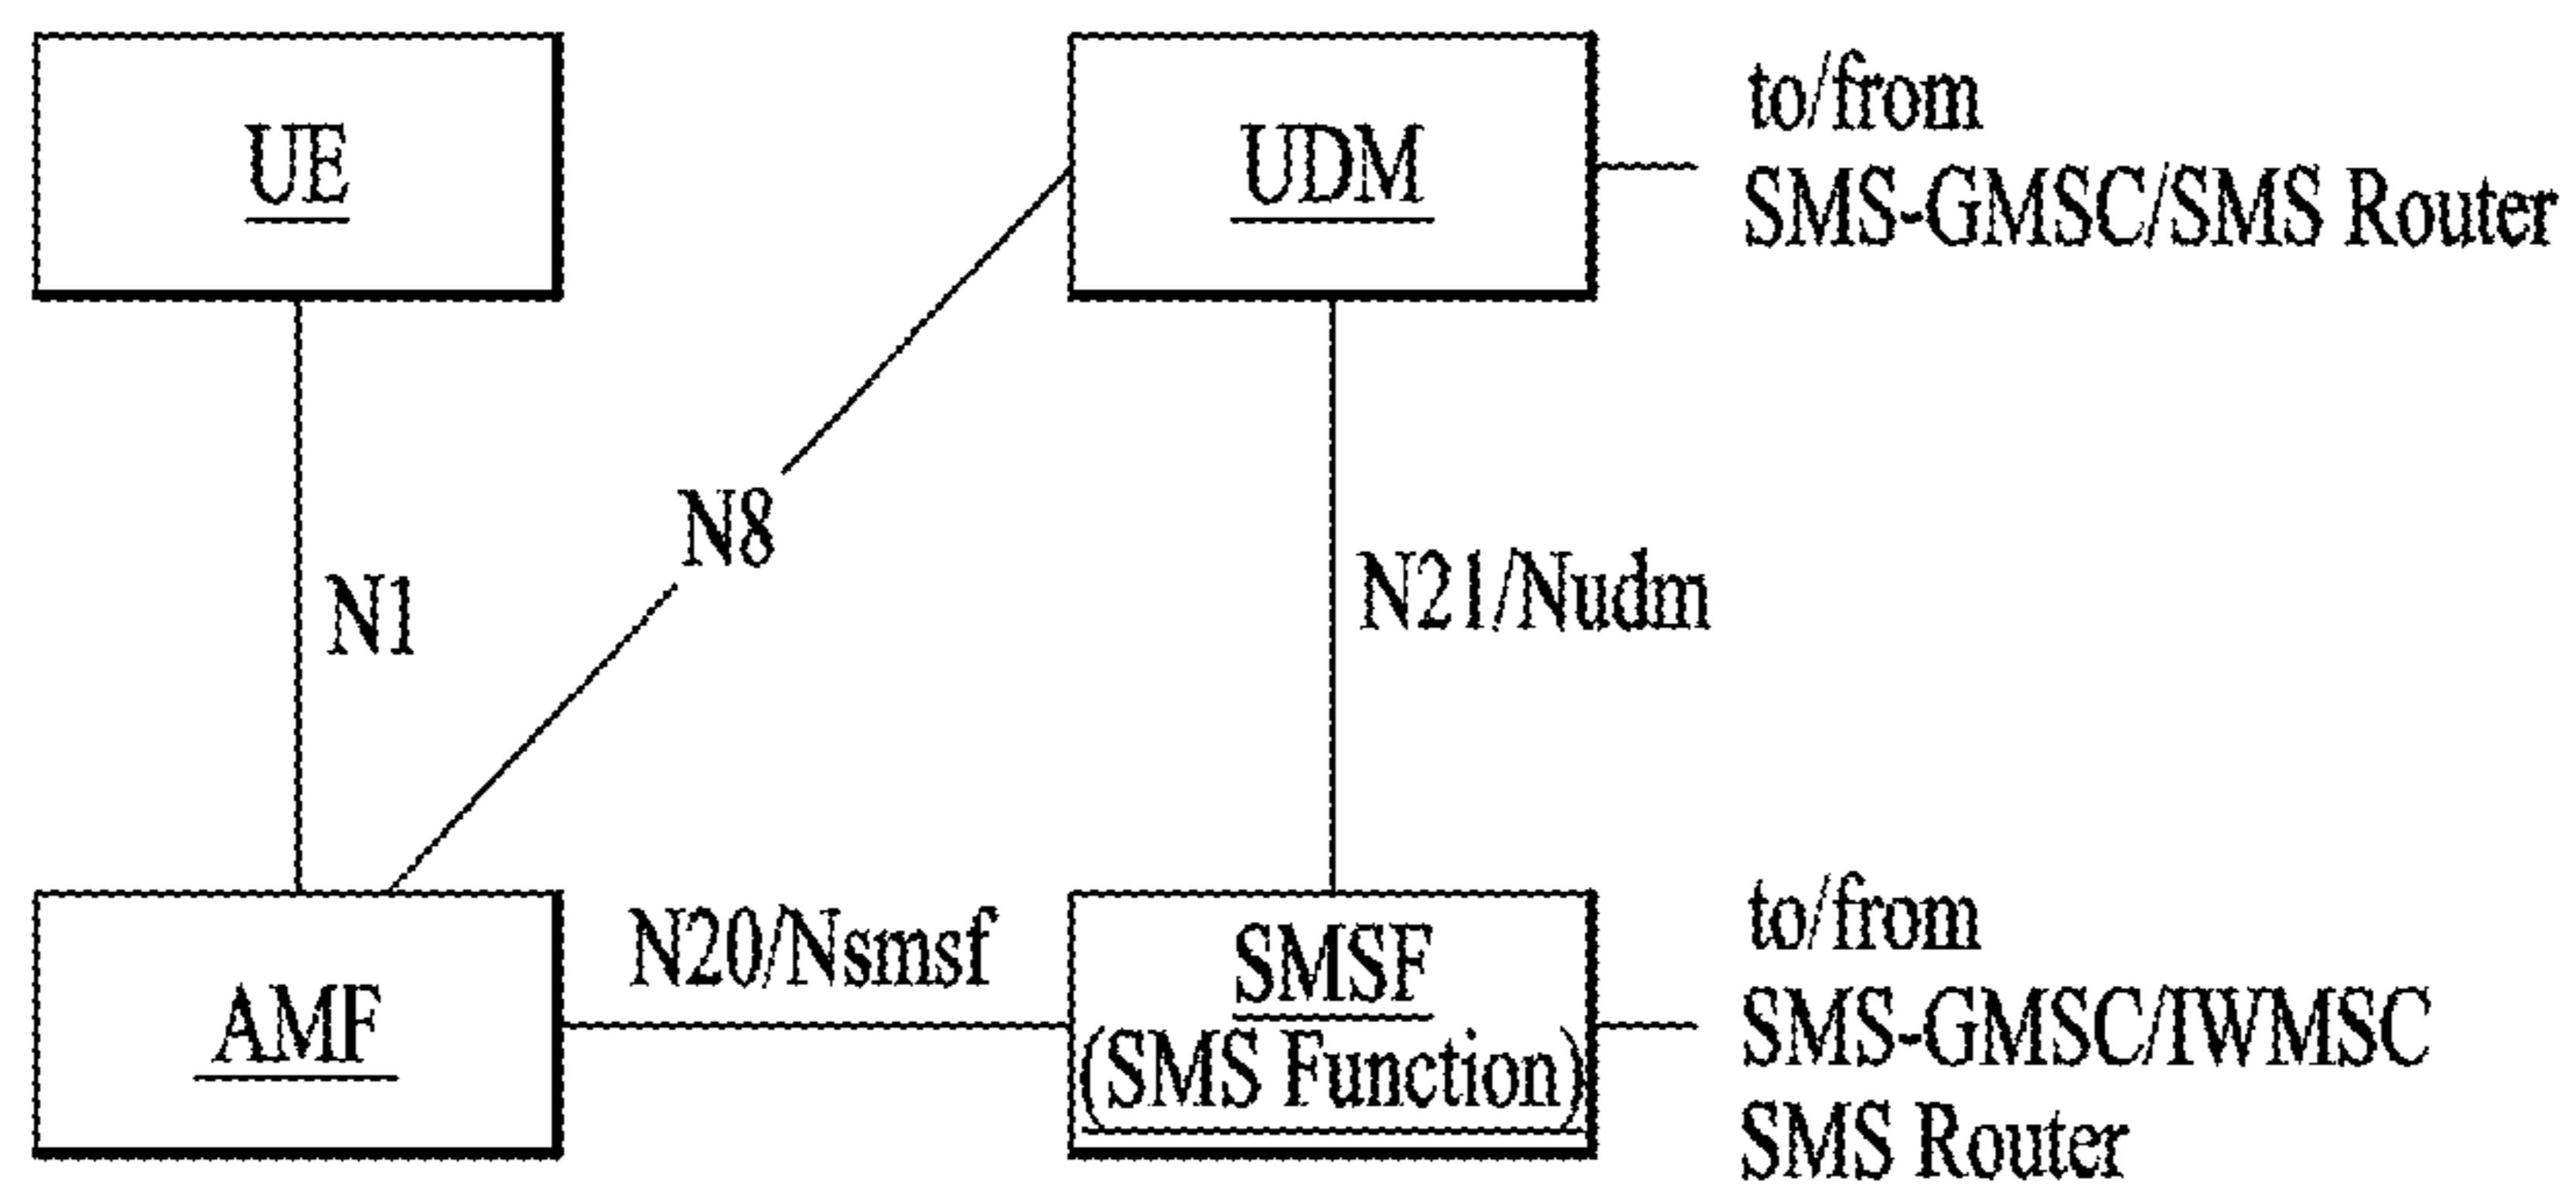 UE
UDM
to/from
SMS-GMSC/SMS Router
N8
N1
N21/Nudm
N20/Nsmsf
AMF
SMSF
(SMS Function)
to/from
SMS-GMSC/IWMSC
SMS Router